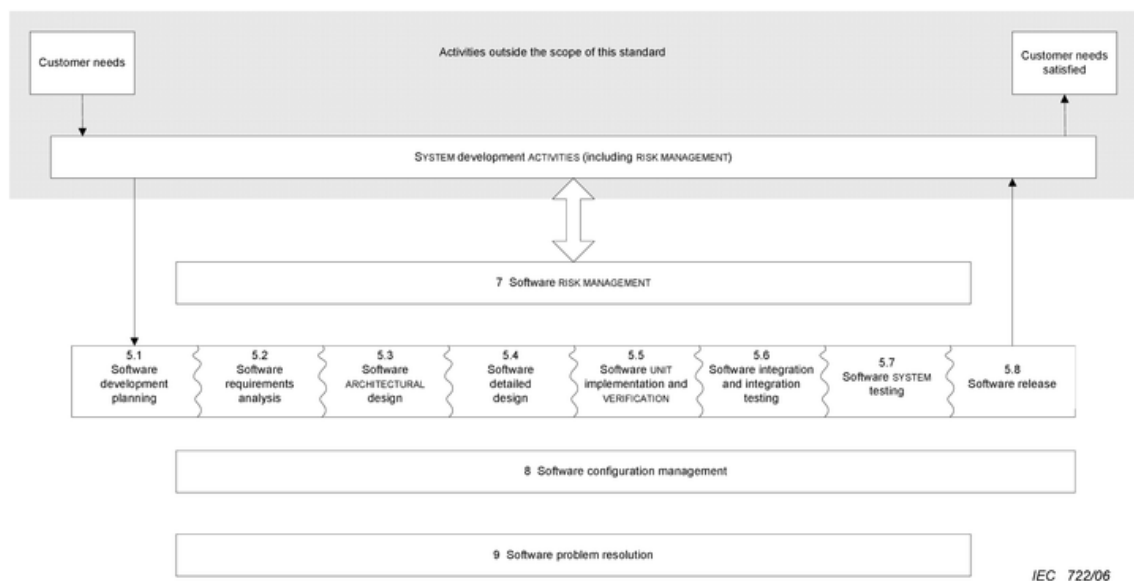 Activities outside the scope of this standard
Customer needs
Customer needs
satisfied
SYSTEM development ACTIVITIES (including RISK MANAGEMENT)
7 Software RISK MANAGEMENT
5.1
Software
development
planning
5.2
Software
requirements
analysis
5.3
Software
ARCHITECTURAL
design
5.4
Software
detailed
design
5.5
Software UNIT
implementation and
VERIFICATION
5.6
Software integration
and integration
testing
5.7
Software SYSTEM
testing
5.8
Software release
8 Software configuration management
9 Software problem resolution
IEC 722/06